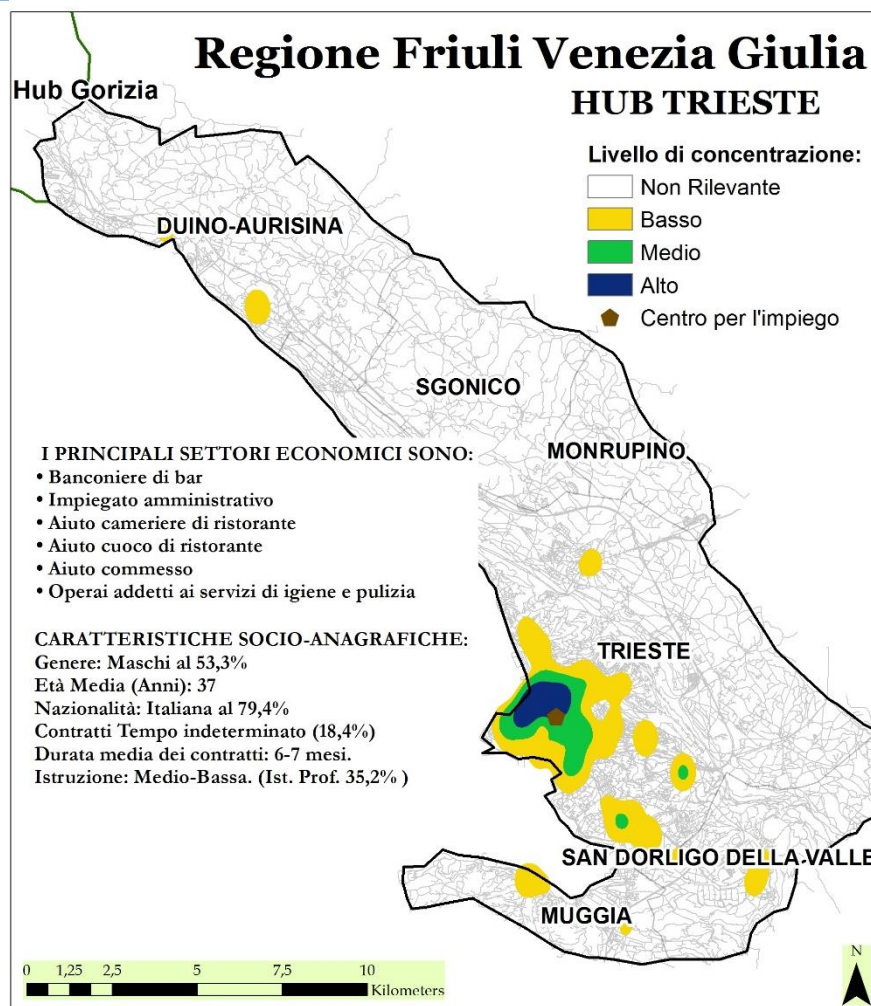 Regione Friuli Venezia Giulia
HUB TRIESTE
Hub Gorizia
Livello di concentrazione:
Non Rilevante
Basso
Medio
Alto
Centro per l'impiego
DUINO-AURISINA
SGONICO
MONRUPINO
I PRINCIPALI SETTORI ECONOMICI SONO:
• Banconiere di bar
• Impiegato amministrativo
• Aiuto cameriere di ristorante
• Aiuto cuoco di ristorante
• Aiuto commesso
• Operai addetti ai servizi di igiene e pulizia
CARATTERISTICHE SOCIO-ANAGRAFICHE:
Genere: Maschi al 53,3%
Età Media (Anni): 37
Nazionalità: Italiana al 79,4%
Contratti Tempo indeterminato (18,4%)
Durata media dei contratti: 6-7 mesi.
Istruzione: Medio-Bassa. (Ist. Prof. 35,2% )
TRIESTE
SAN DORLIGO DELLA VALLE
MUGGIA
0 1,25 2,5 5 7,5 10
Kilometers
N